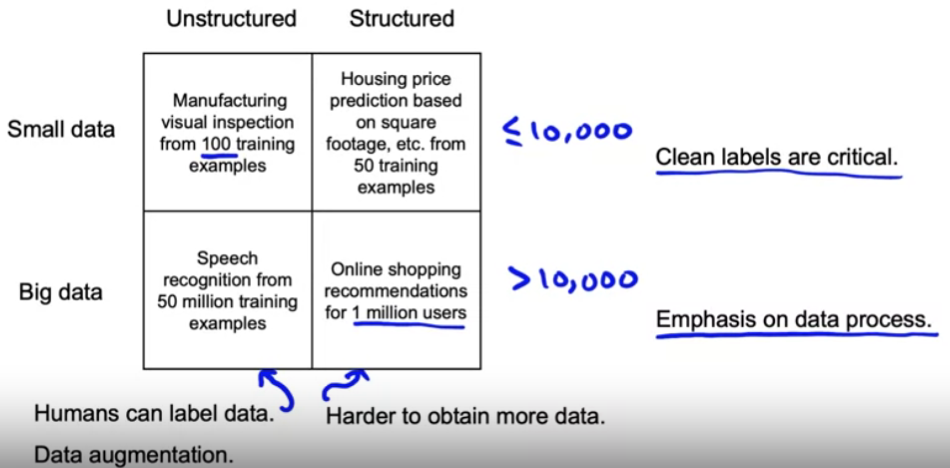 Unstructured Structured
Small data
Manufacturing
visual inspection
from 100 training
examples
Housing price
prediction based
on square
footage, etc. from
50 training
examples
≤10,000
Clean labels are critical.
Big data
Speech
recognition from
50 million training
examples
Online shopping
recommendations
for 1 million users
>10,000
Emphasis on data process.
Humans can label data.
Data augmentation.
Harder to obtain more data.